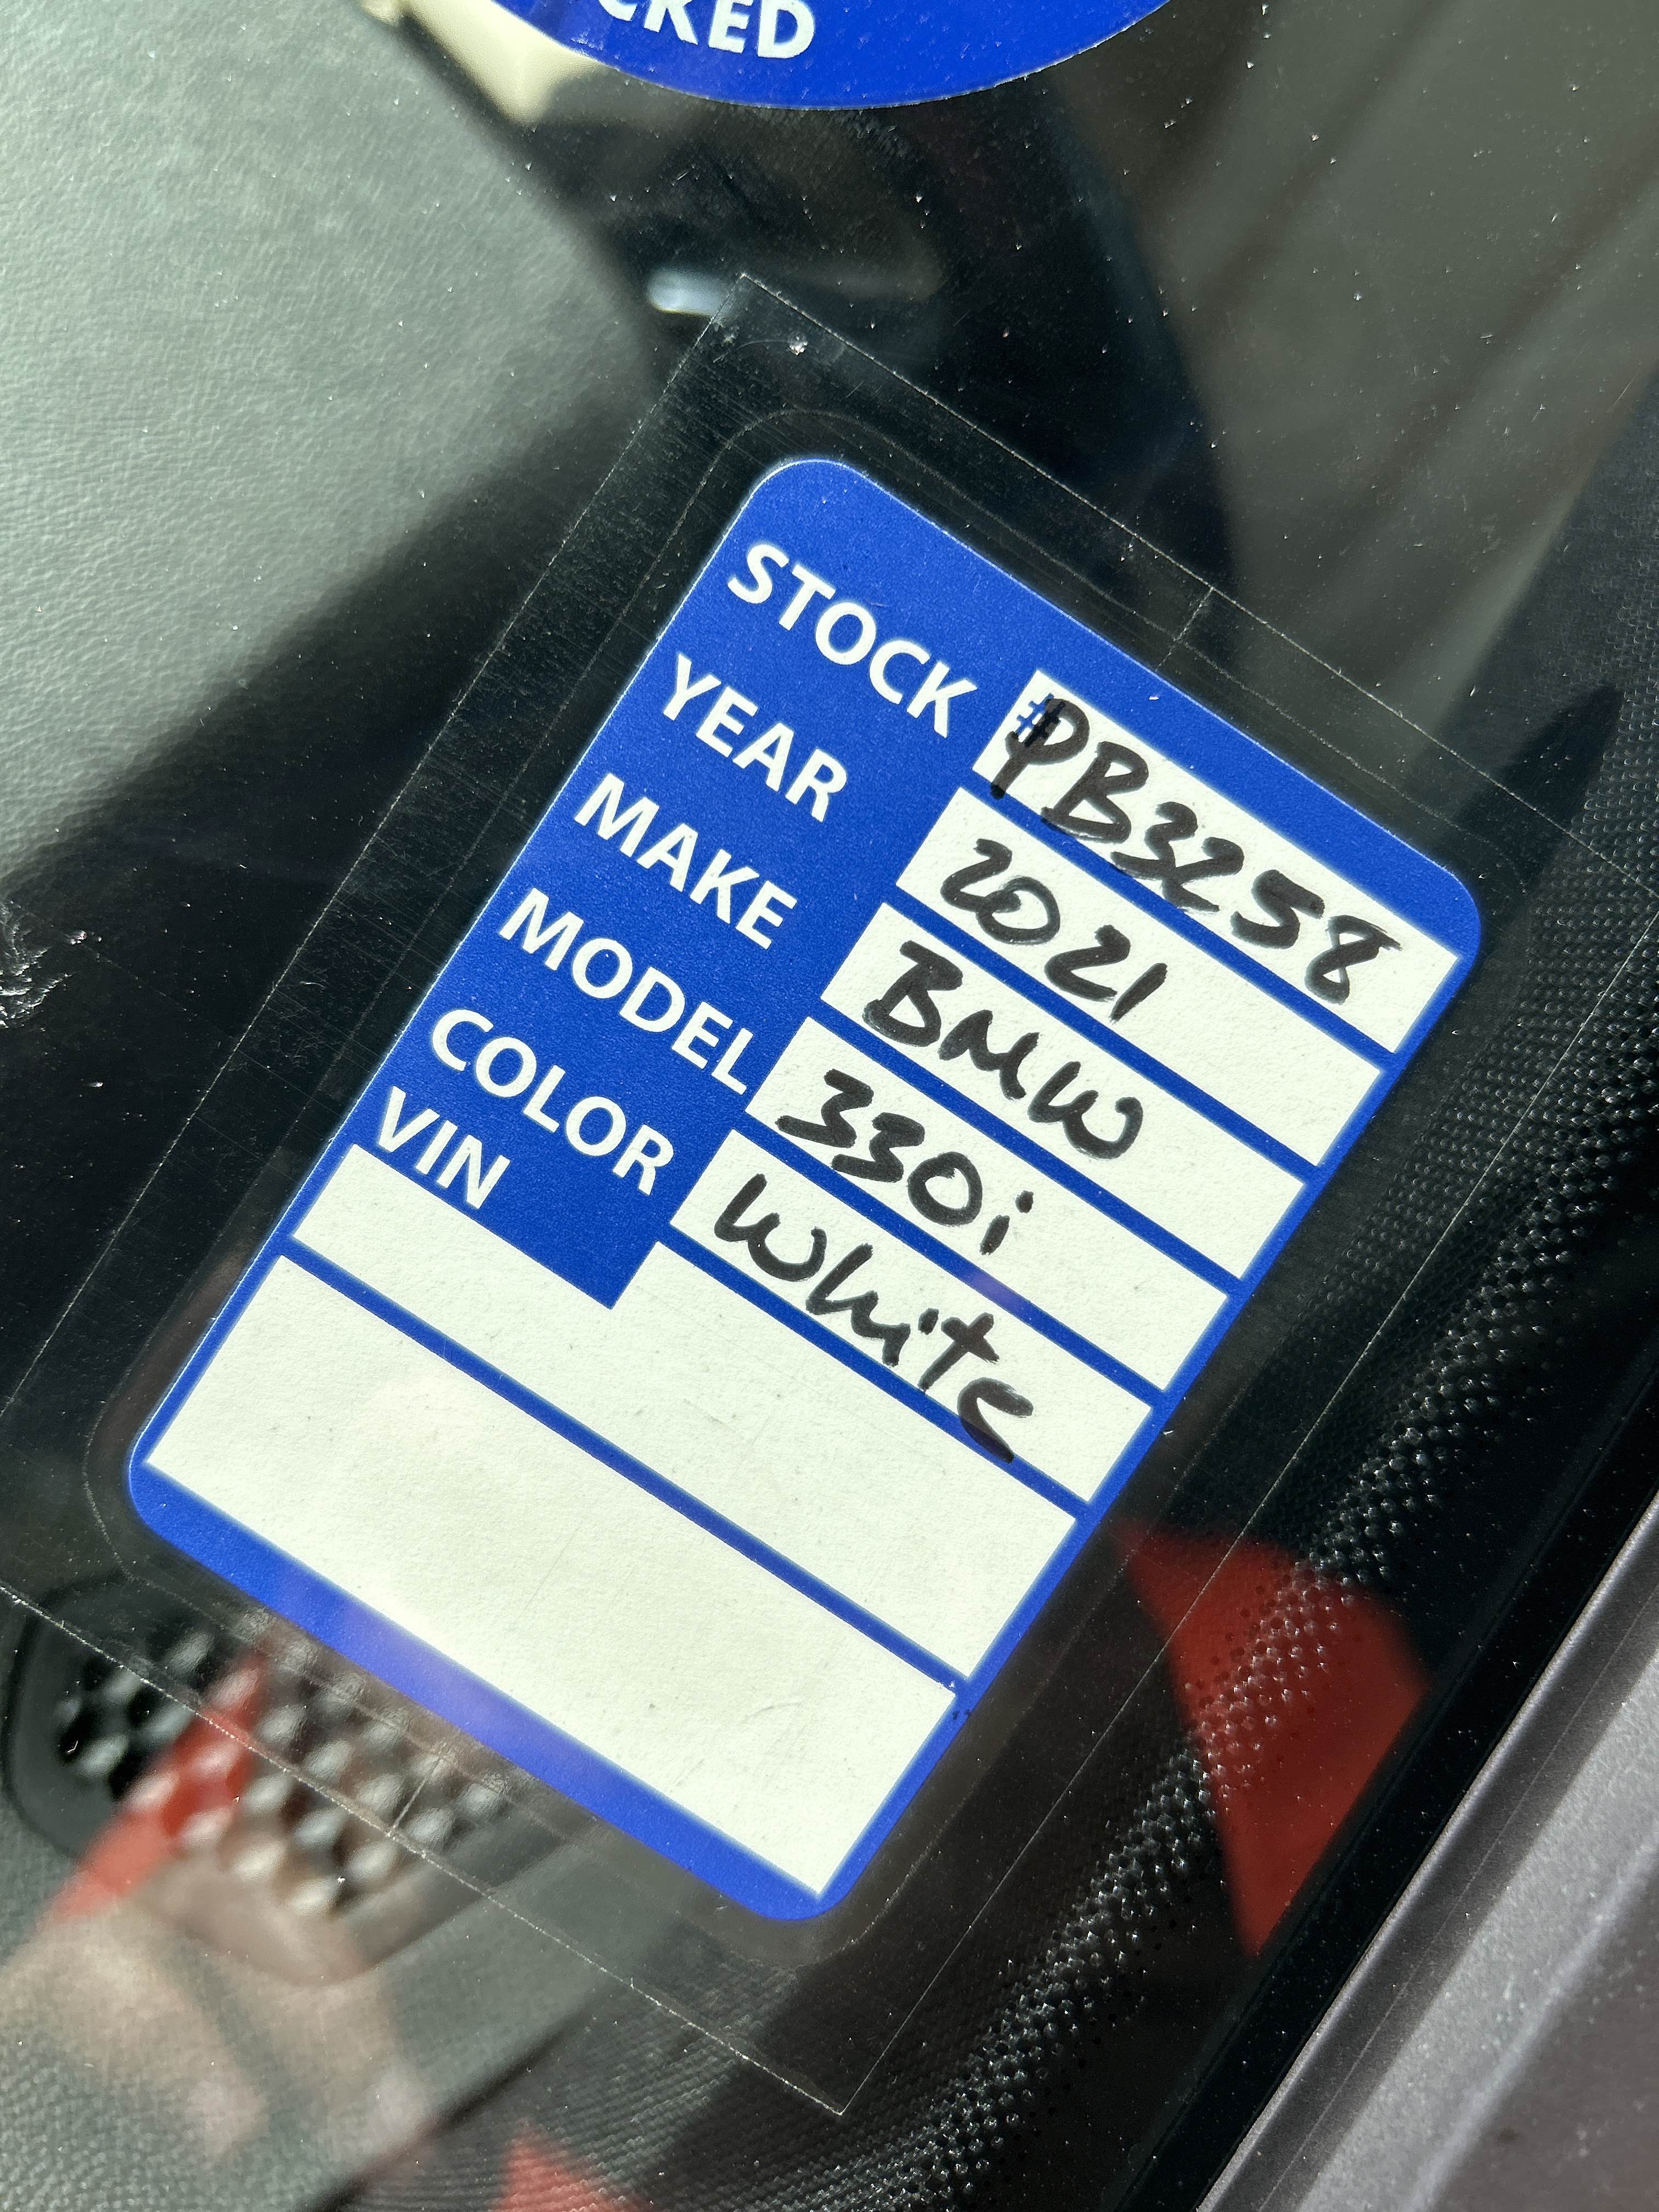 CKED
STOCK #PB3258
YEAR 2021
MAKE BMW
MODEL 330i
COLOR White
VIN